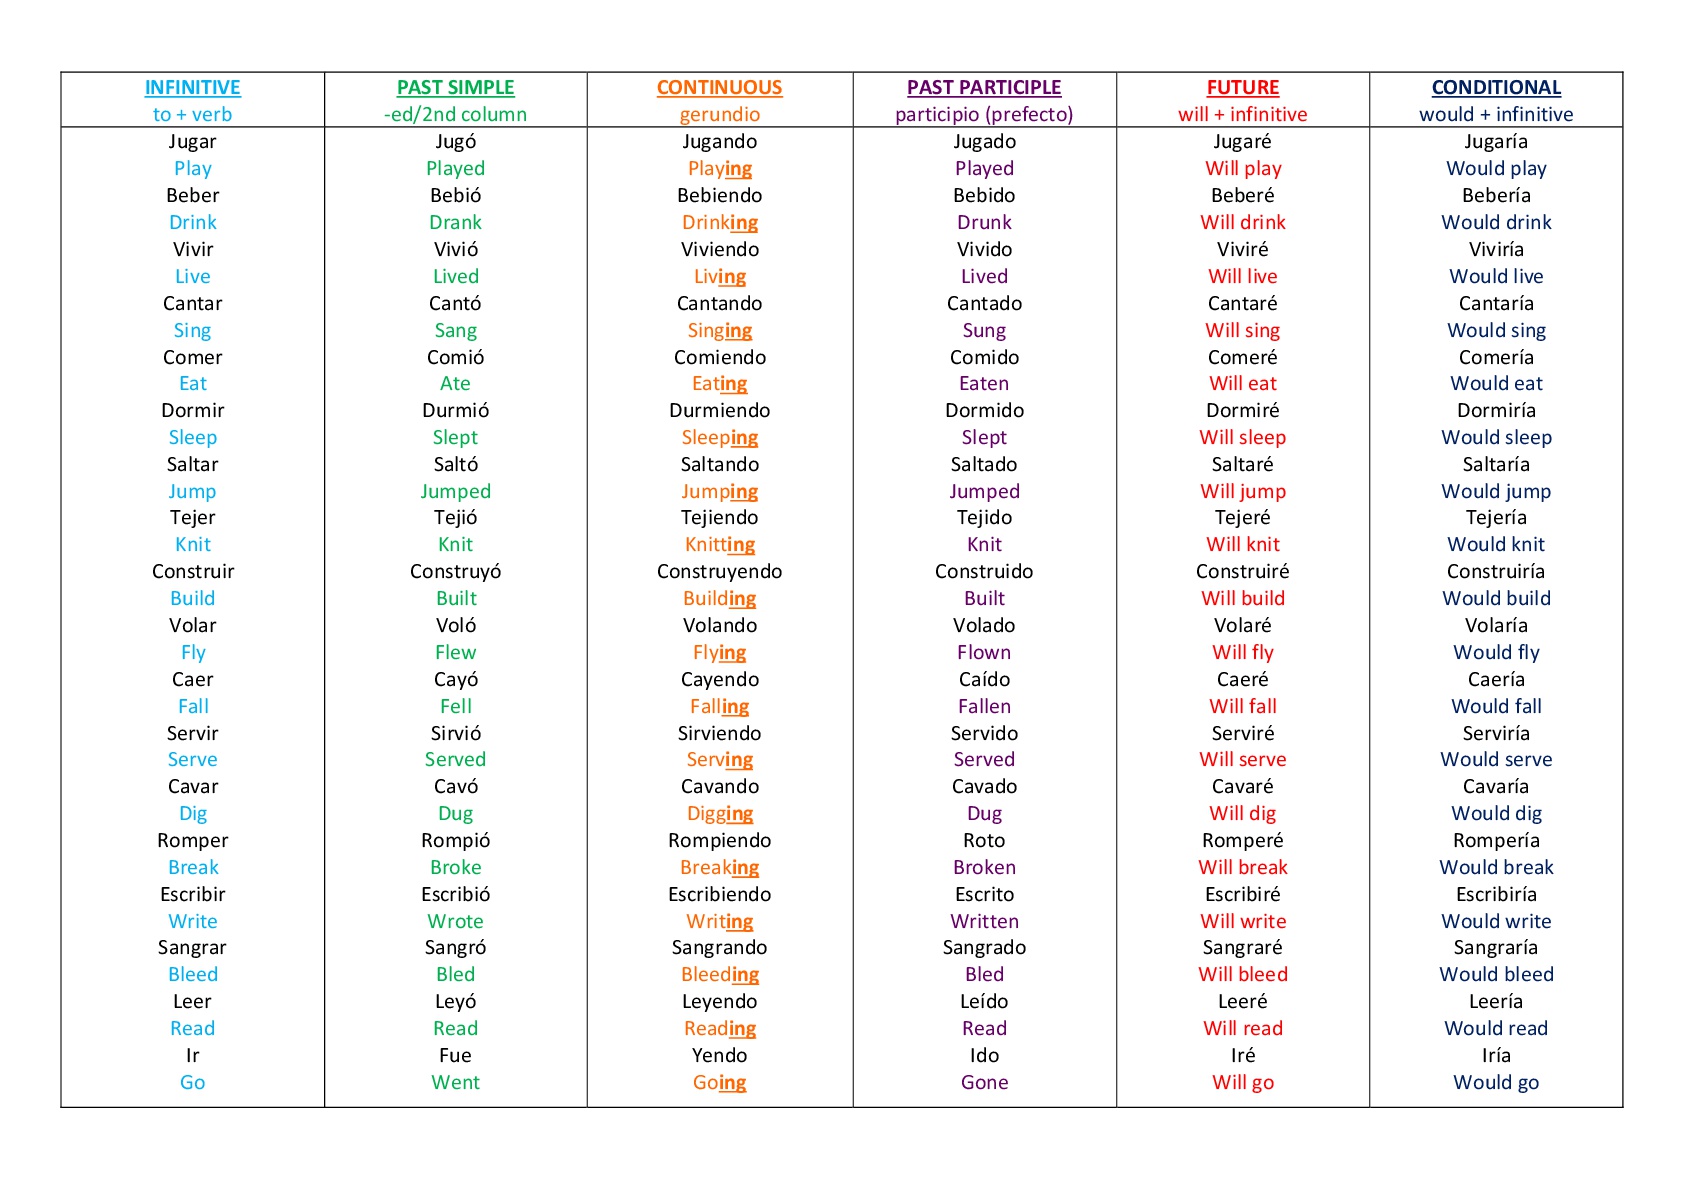 INFINITIVE PAST SIMPLE CONTINUOUS PAST PARTICIPLE FUTURE CONDITIONAL
to + verb -ed/2nd column gerundio participio (prefecto) will + infinitive would + infinitive
Jugar Jugó Jugando Jugado Jugaré Jugaría
Play Played Playing Played Will play Would play
Beber Bebió Bebiendo Bebido Beberé Bebería
Drink Drank Drinking Drunk Will drink Would drink
Vivir Vivió Viviendo Vivido Viviré Viviría
Live Lived Living Lived Will live Would live
Cantar Cantó Cantando Cantado Cantaré Cantaría
Sing Sang Singing Sung Will sing Would sing
Comer Comió Comiendo Comido Comeré Comería
Eat Ate Eating Eaten Will eat Would eat
Dormir Durmió Durmiendo Dormido Dormiré Dormiría
Sleep Slept Sleeping Slept Will sleep Would sleep
Saltar Saltó Saltando Saltado Saltaré Saltaría
Jump Jumped Jumping Jumped Will jump Would jump
Tejer Tejió Tejiendo Tejido Tejeré Tejería
Knit Knit Knitting Knit Will knit Would knit
Construir Construyó Construyendo Construido Construiré Construiría
Build Built Building Built Will build Would build
Volar Voló Volando Volado Volaré Volaría
Fly Flew Flying Flown Will fly Would fly
Caer Cayó Cayendo Caído Caeré Caería
Fall Fell Falling Fallen Will fall Would fall
Servir Sirvió Sirviendo Servido Serviré Serviría
Serve Served Serving Served Will serve Would serve
Cavar Cavó Cavando Cavado Cavaré Cavaría
Dig Dug Digging Dug Will dig Would dig
Romper Rompió Rompiendo Roto Romperé Rompería
Break Broke Breaking Broken Will break Would break
Escribir Escribió Escribiendo Escrito Escribiré Escribiría
Write Wrote Writing Written Will write Would write
Sangrar Sangró Sangrando Sangrado Sangraré Sangraría
Bleed Bled Bleeding Bled Will bleed Would bleed
Leer Leyó Leyendo Leído Leeré Leería
Read Read Reading Read Will read Would read
Ir Fue Yendo Ido Iré Iría
Go Went Going Gone Will go Would go